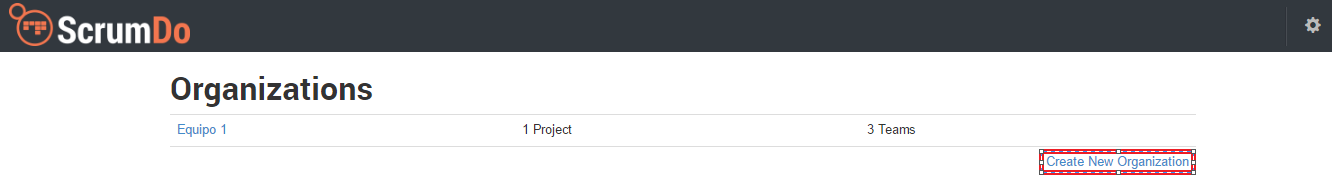 ScrumDo
Organizations
Equipo 1 1 Project 3 Teams
Create New Organization